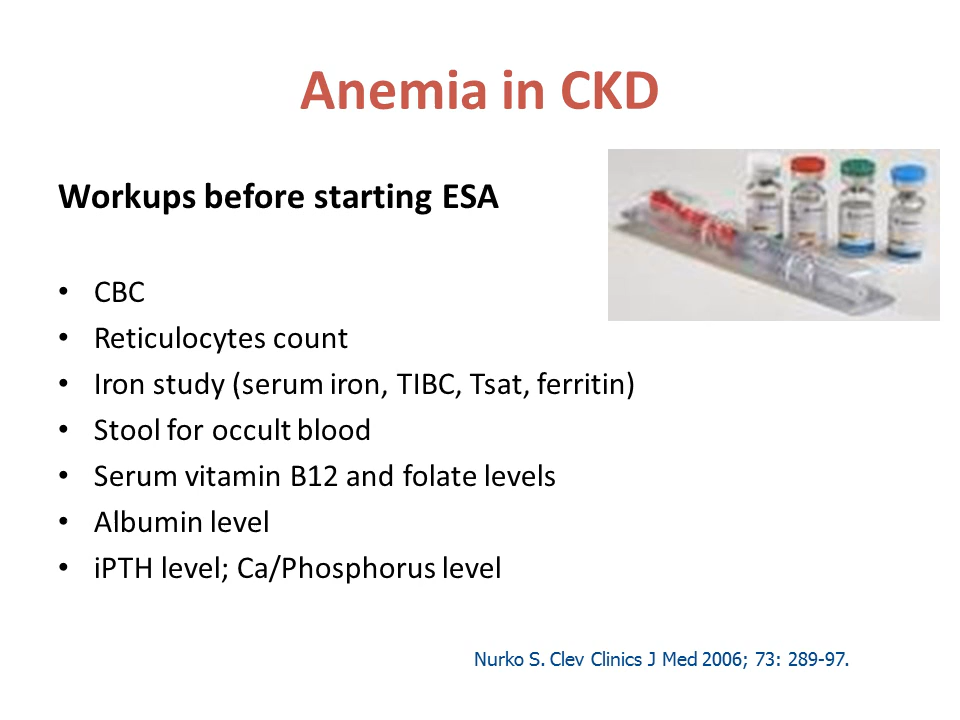 Anemia in CKD
Workups before starting ESA
• CBC
• Reticulocytes count
• Iron study (serum iron, TIBC, Tsat, ferritin)
• Stool for occult blood
• Serum vitamin B12 and folate levels
• Albumin level
• iPTH level; Ca/Phosphorus level
Nurko S. Clev Clinics J Med 2006; 73: 289-97.